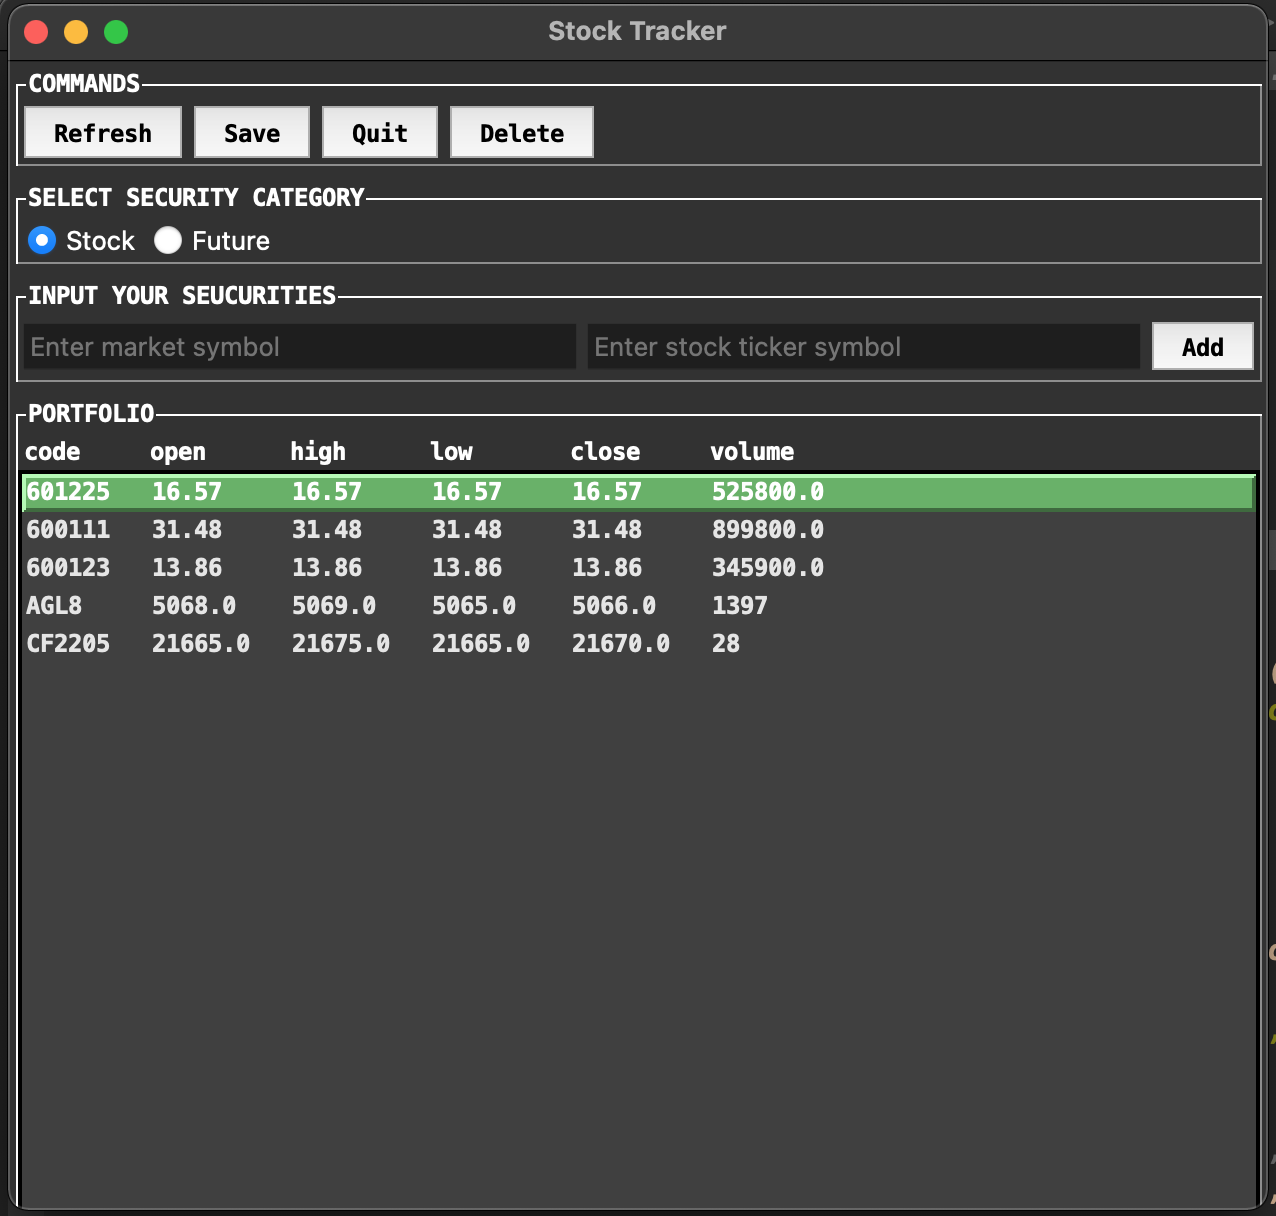 Stock Tracker
COMMANDS
Refresh Save Quit Delete
SELECT SECURITY CATEGORY
Stock Future
INPUT YOUR SEUCURITIES
Enter market symbol Enter stock ticker symbol Add
PORTFOLIO
code open high low close volume
601225 16.57 16.57 16.57 16.57 525800.0
600111 31.48 31.48 31.48 31.48 899800.0
600123 13.86 13.86 13.86 13.86 345900.0
AGL8 5068.0 5069.0 5065.0 5066.0 1397
CF2205 21665.0 21675.0 21665.0 21670.0 28